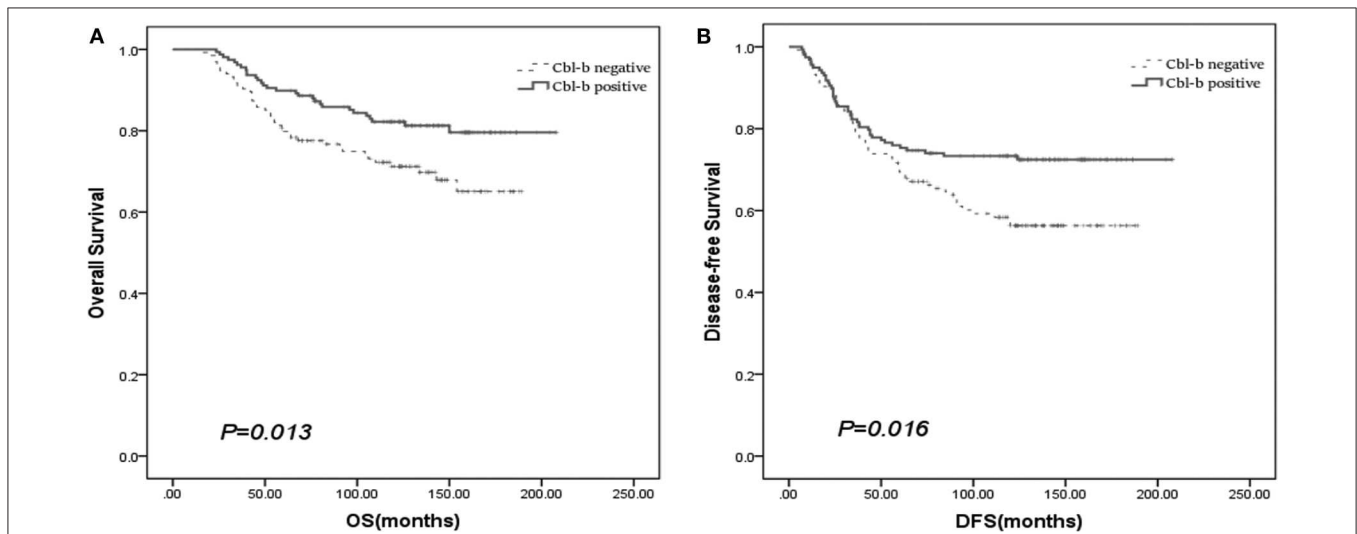 A
Overall Survival
1.0
0.8
0.6
0.4
0.2
0.0
Cbl-b negative
Cbl-b positive
P=0.013
.00 50.00 100.00 150.00 200.00 250.00
OS(months)
B
Disease-free Survival
1.0
0.8
0.6
0.4
0.2
0.0
Cbl-b negative
Cbl-b positive
P=0.016
.00 50.00 100.00 150.00 200.00 250.00
DFS(months)